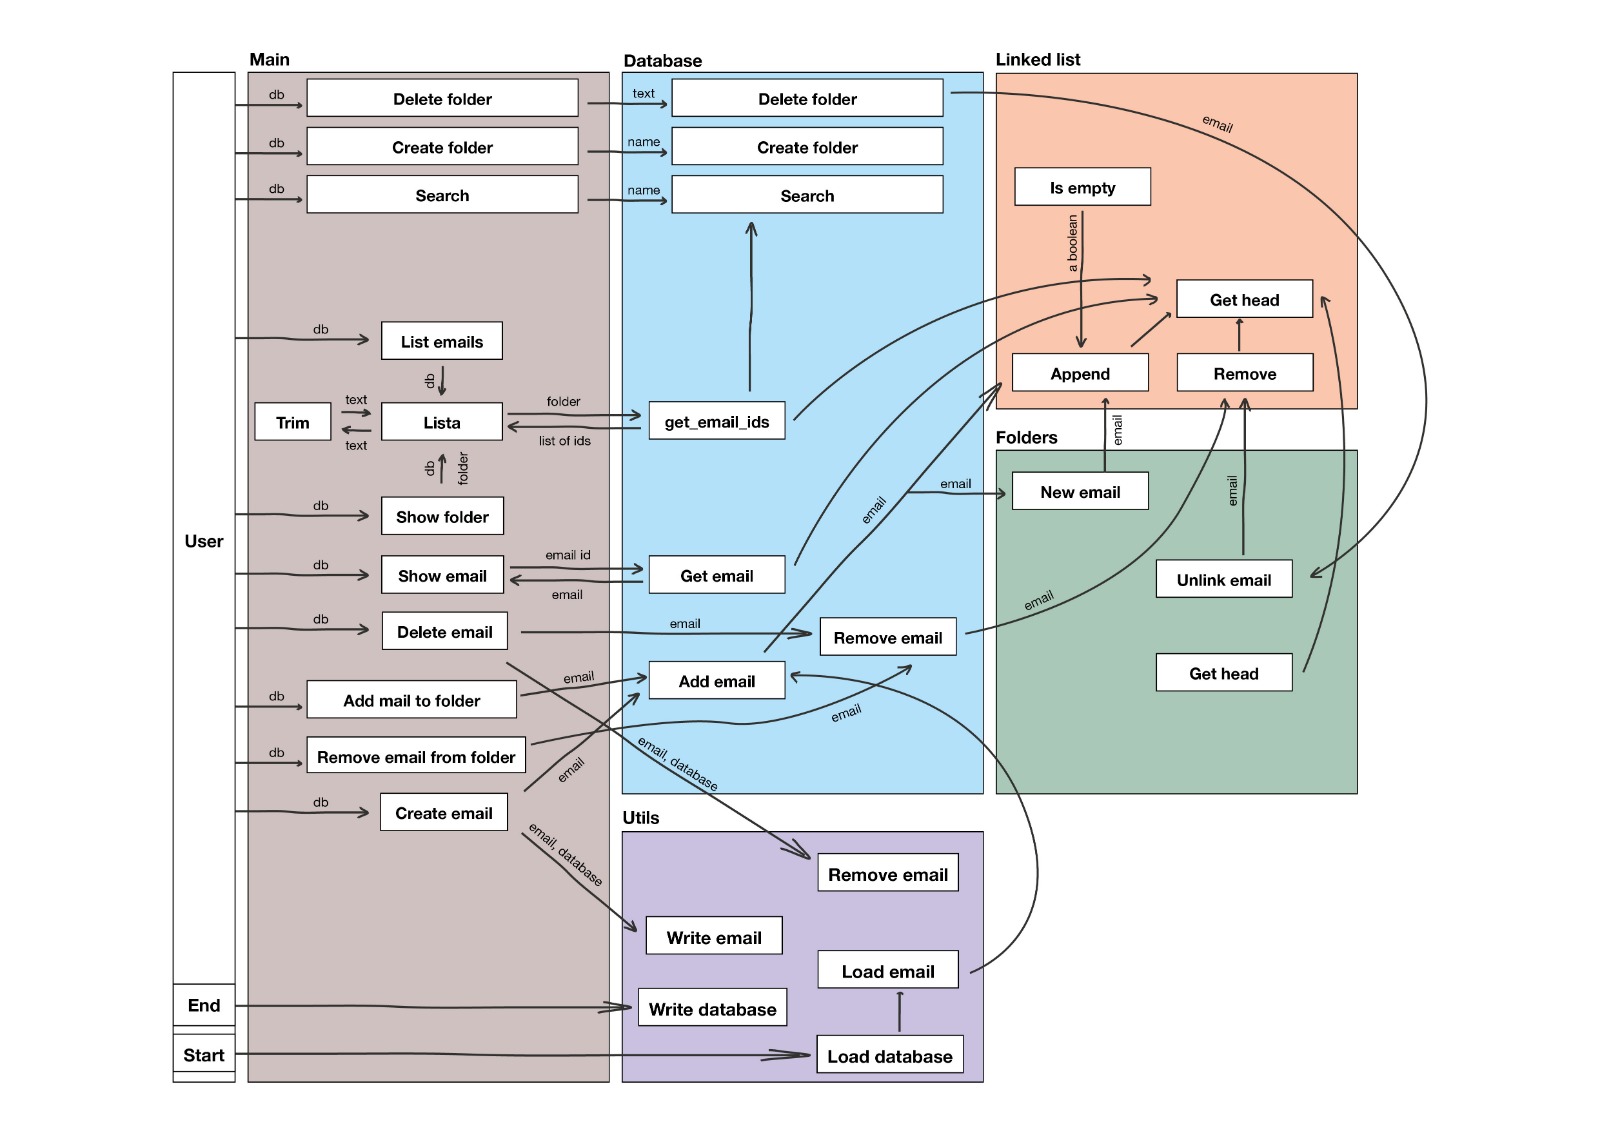 Main
Database
Linked list
db
Delete folder
text
Delete folder
email
db
Create folder
name
Create folder
db
Search
name
Search
Is empty
a boolean
Get head
db
List emails
db
Append
Remove
Trim
text
text
Lista
folder
list of ids
get_email_ids
email
Folders
db
folder
db
Show folder
email
email
New email
email
User
db
Show email
email id
email
Get email
Unlink email
db
Delete email
email
Remove email
email
db
Add mail to folder
email
Add email
Get head
db
Remove email from folder
email
email, database
email
db
Create email
email, database
Utils
Remove email
Write email
Load email
End
Write database
Start
Load database